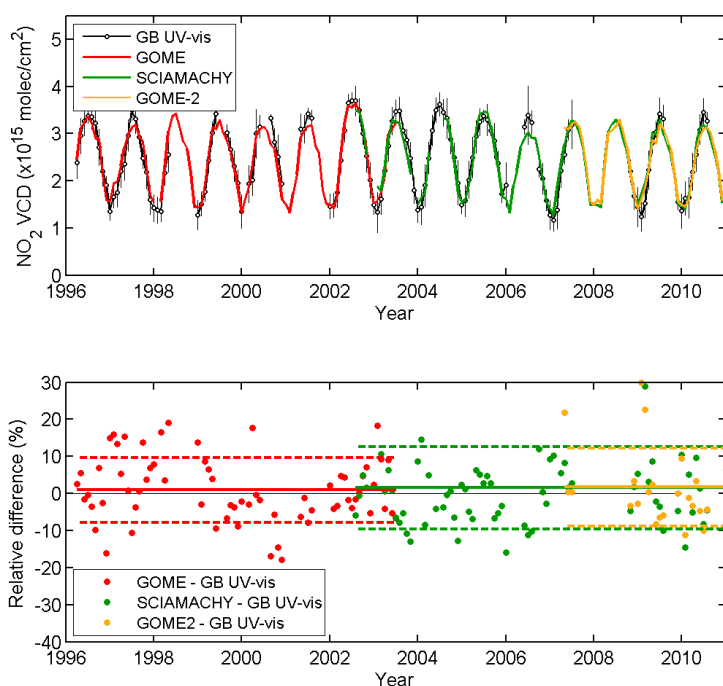 GB UV-vis
GOME
SCIAMACHY
GOME-2
NO2 VCD (x10^15 molec/cm^2)
5
4
3
2
1
0
1996 1998 2000 2002 2004 2006 2008 2010
Year
30
20
10
0
-10
-20
-30
-40
Relative difference (%)
GOME - GB UV-vis
SCIAMACHY - GB UV-vis
GOME2 - GB UV-vis
1996 1998 2000 2002 2004 2006 2008 2010
Year